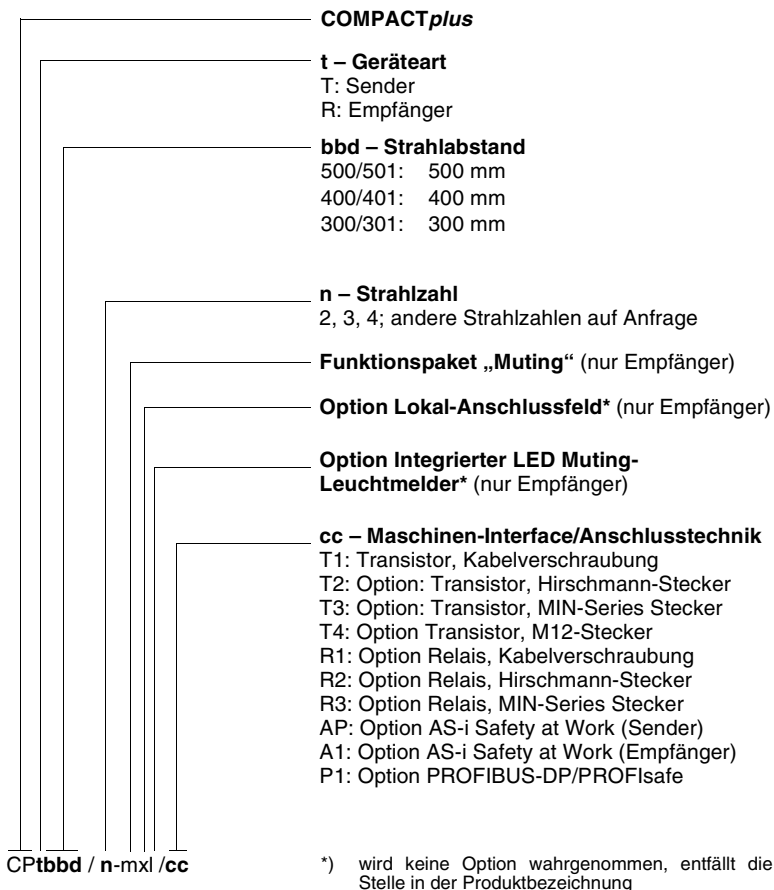 COMPACTplus
t – Geräteart
T: Sender
R: Empfänger
bbd – Strahlabstand
500/501: 500 mm
400/401: 400 mm
300/301: 300 mm
n – Strahlzahl
2, 3, 4; andere Strahlzahlen auf Anfrage
Funktionspaket „Muting“ (nur Empfänger)
Option Lokal-Anschlussfeld* (nur Empfänger)
Option Integrierter LED Muting-
Leuchtmelder* (nur Empfänger)
cc – Maschinen-Interface/Anschlusstechnik
T1: Transistor, Kabelverschraubung
T2: Option: Transistor, Hirschmann-Stecker
T3: Option: Transistor, MIN-Series Stecker
T4: Option Transistor, M12-Stecker
R1: Option Relais, Kabelverschraubung
R2: Option Relais, Hirschmann-Stecker
R3: Option Relais, MIN-Series Stecker
AP: Option AS-i Safety at Work (Sender)
A1: Option AS-i Safety at Work (Empfänger)
P1: Option PROFIBUS-DP/PROFIsafe
CPtbbd / n-mxl /cc
*) wird keine Option wahrgenommen, entfällt die
Stelle in der Produktbezeichnung